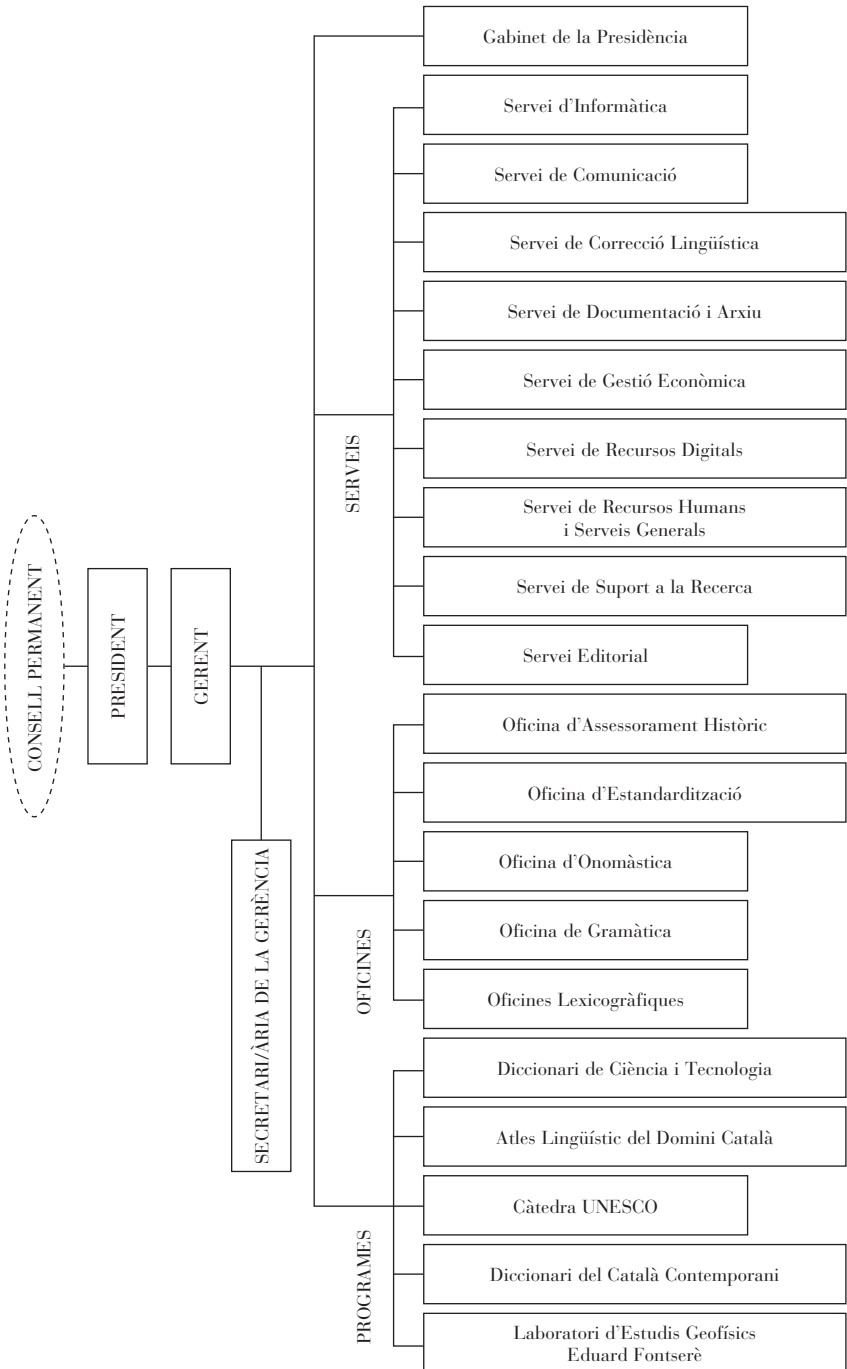 CONSELL PERMANENT
PRESIDENT
GERENT
SECRETARI/ÀRIA DE LA GERÈNCIA
Gabinet de la Presidència
SERVEIS
Servei d’Informàtica
Servei de Comunicació
Servei de Correcció Lingüística
Servei de Documentació i Arxiu
Servei de Gestió Econòmica
Servei de Recursos Digitals
Servei de Recursos Humans
i Serveis Generals
Servei de Suport a la Recerca
Servei Editorial
OFICINES
Oficina d’Assessorament Històric
Oficina d’Estandardització
Oficina d’Onomàstica
Oficina de Gramàtica
Oficines Lexicogràfiques
PROGRAMES
Diccionari de Ciència i Tecnologia
Atles Lingüístic del Domini Català
Càtedra UNESCO
Diccionari del Català Contemporani
Laboratori d’Estudis Geofísics
Eduard Fontserè